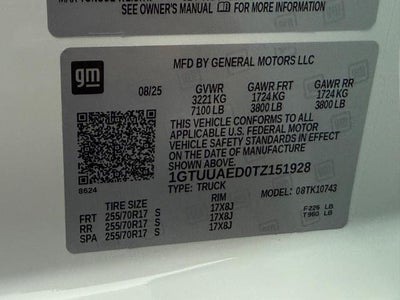 SEE OWNER'S MANUAL FOR MORE INFORMATION
gm
MFD BY GENERAL MOTORS LLC
08/25 GVWR GAWR FRT GAWR RR
3221 KG 1724 KG 1724 KG
7100 LB 3800 LB 3800 LB
THIS VEHICLE CONFORMS TO ALL
APPLICABLE U.S. FEDERAL MOTOR
VEHICLE SAFETY STANDARDS IN EFFECT
ON THE DATE OF MANUFACTURE
SHOWN ABOVE.
1GTUUAED0TZ151928
8624
TYPE: TRUCK MODEL: 08TK10743
TIRE SIZE RIM
FRT 255/70R17 S 17X8J F226 LB
RR 255/70R17 S 17X8J T960 LB
SPA 255/70R17 S 17X8J